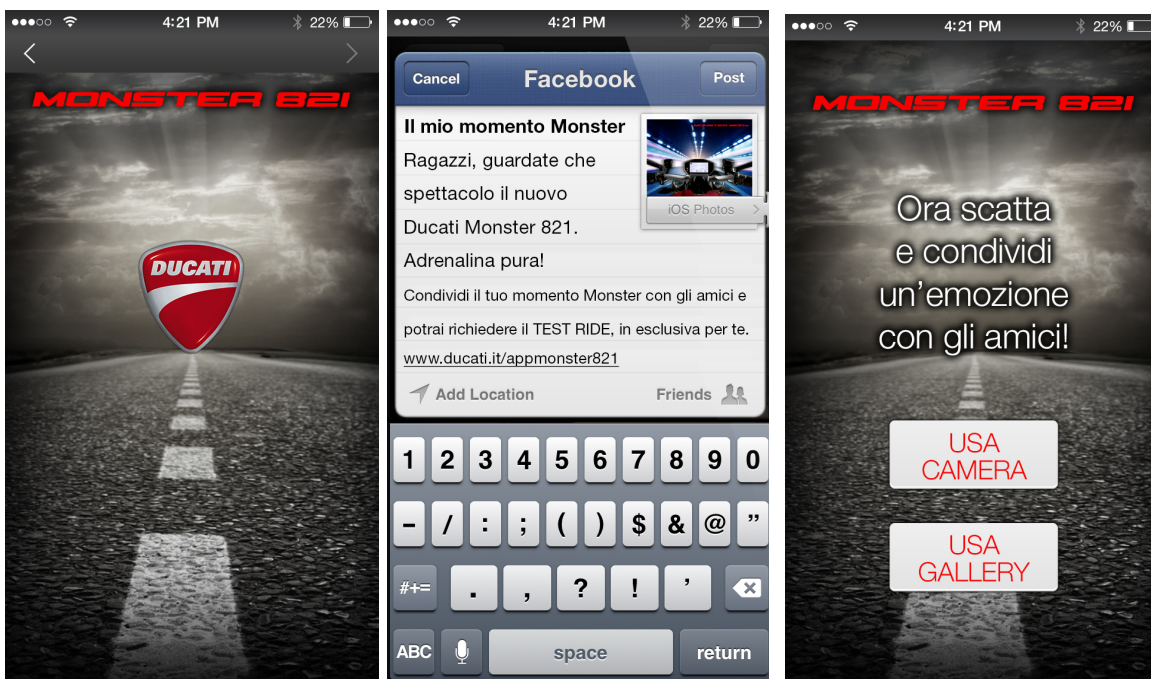 4:21 PM 22%
MONSTER 821
DUCATI
4:21 PM 22%
Cancel Facebook Post
Il mio momento Monster
Ragazzi, guardate che
spettacolo il nuovo
Ducati Monster 821.
Adrenalina pura!
iOS Photos
Condividi il tuo momento Monster con gli amici e
potrai richiedere il TEST RIDE, in esclusiva per te.
www.ducati.it/appmonster821
Add Location Friends
1 2 3 4 5 6 7 8 9 0
- / : ; ( ) $ & @ ”
#+= . , ? ! ’
ABC space return
4:21 PM 22%
MONSTER 821
Ora scatta
e condividi
un’emozione
con gli amici!
USA
CAMERA
USA
GALLERY